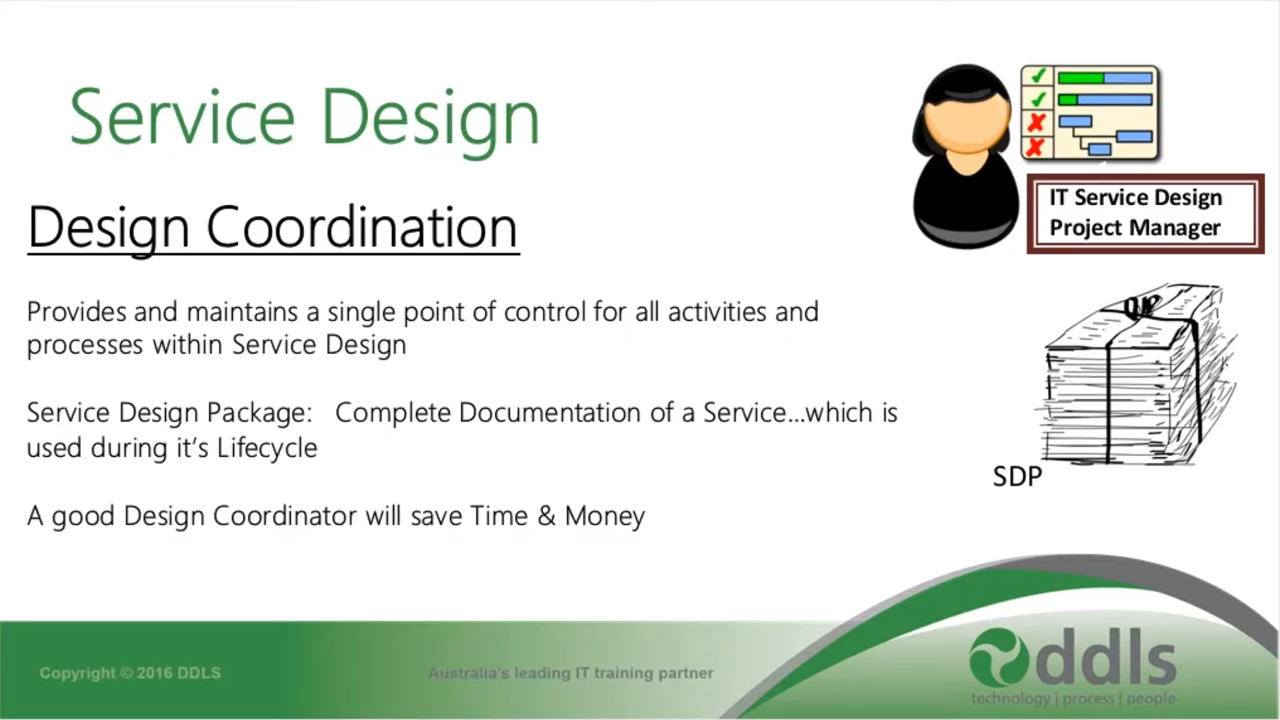 Service Design
IT Service Design
Project Manager
Design Coordination
Provides and maintains a single point of control for all activities and
processes within Service Design
Service Design Package:   Complete Documentation of a Service...which is
used during it’s Lifecycle
SDP
A good Design Coordinator will save Time & Money
Copyright © 2016 DDLS
Australia's leading IT training partner
ddls
technology | process | people